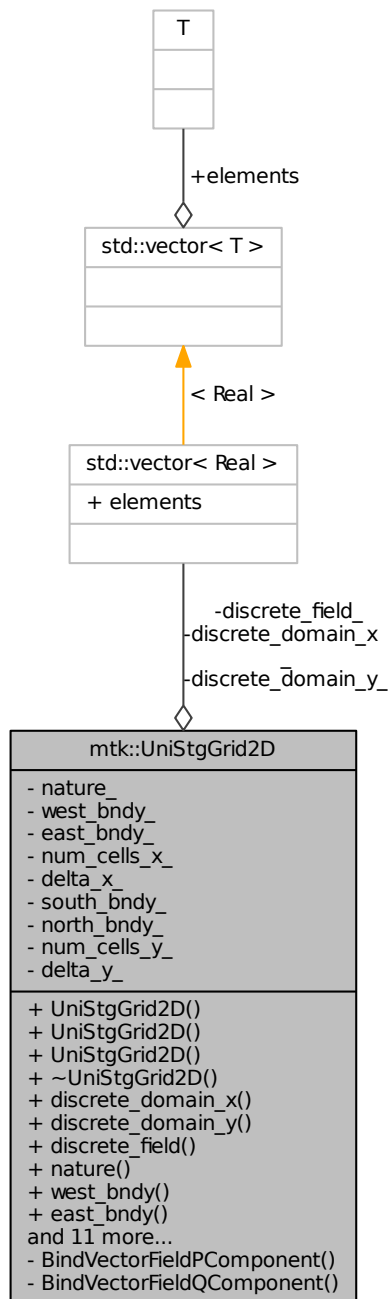 T
+elements
std::vector< T >
< Real >
std::vector< Real >
+ elements
-discrete_field_
-discrete_domain_x
_
-discrete_domain_y_
mtk::UniStgGrid2D
- nature_
- west_bndy_
- east_bndy_
- num_cells_x_
- delta_x_
- south_bndy_
- north_bndy_
- num_cells_y_
- delta_y_
+ UniStgGrid2D()
+ UniStgGrid2D()
+ UniStgGrid2D()
+ ~UniStgGrid2D()
+ discrete_domain_x()
+ discrete_domain_y()
+ discrete_field()
+ nature()
+ west_bndy()
+ east_bndy()
and 11 more...
- BindVectorFieldPComponent()
- BindVectorFieldQComponent()